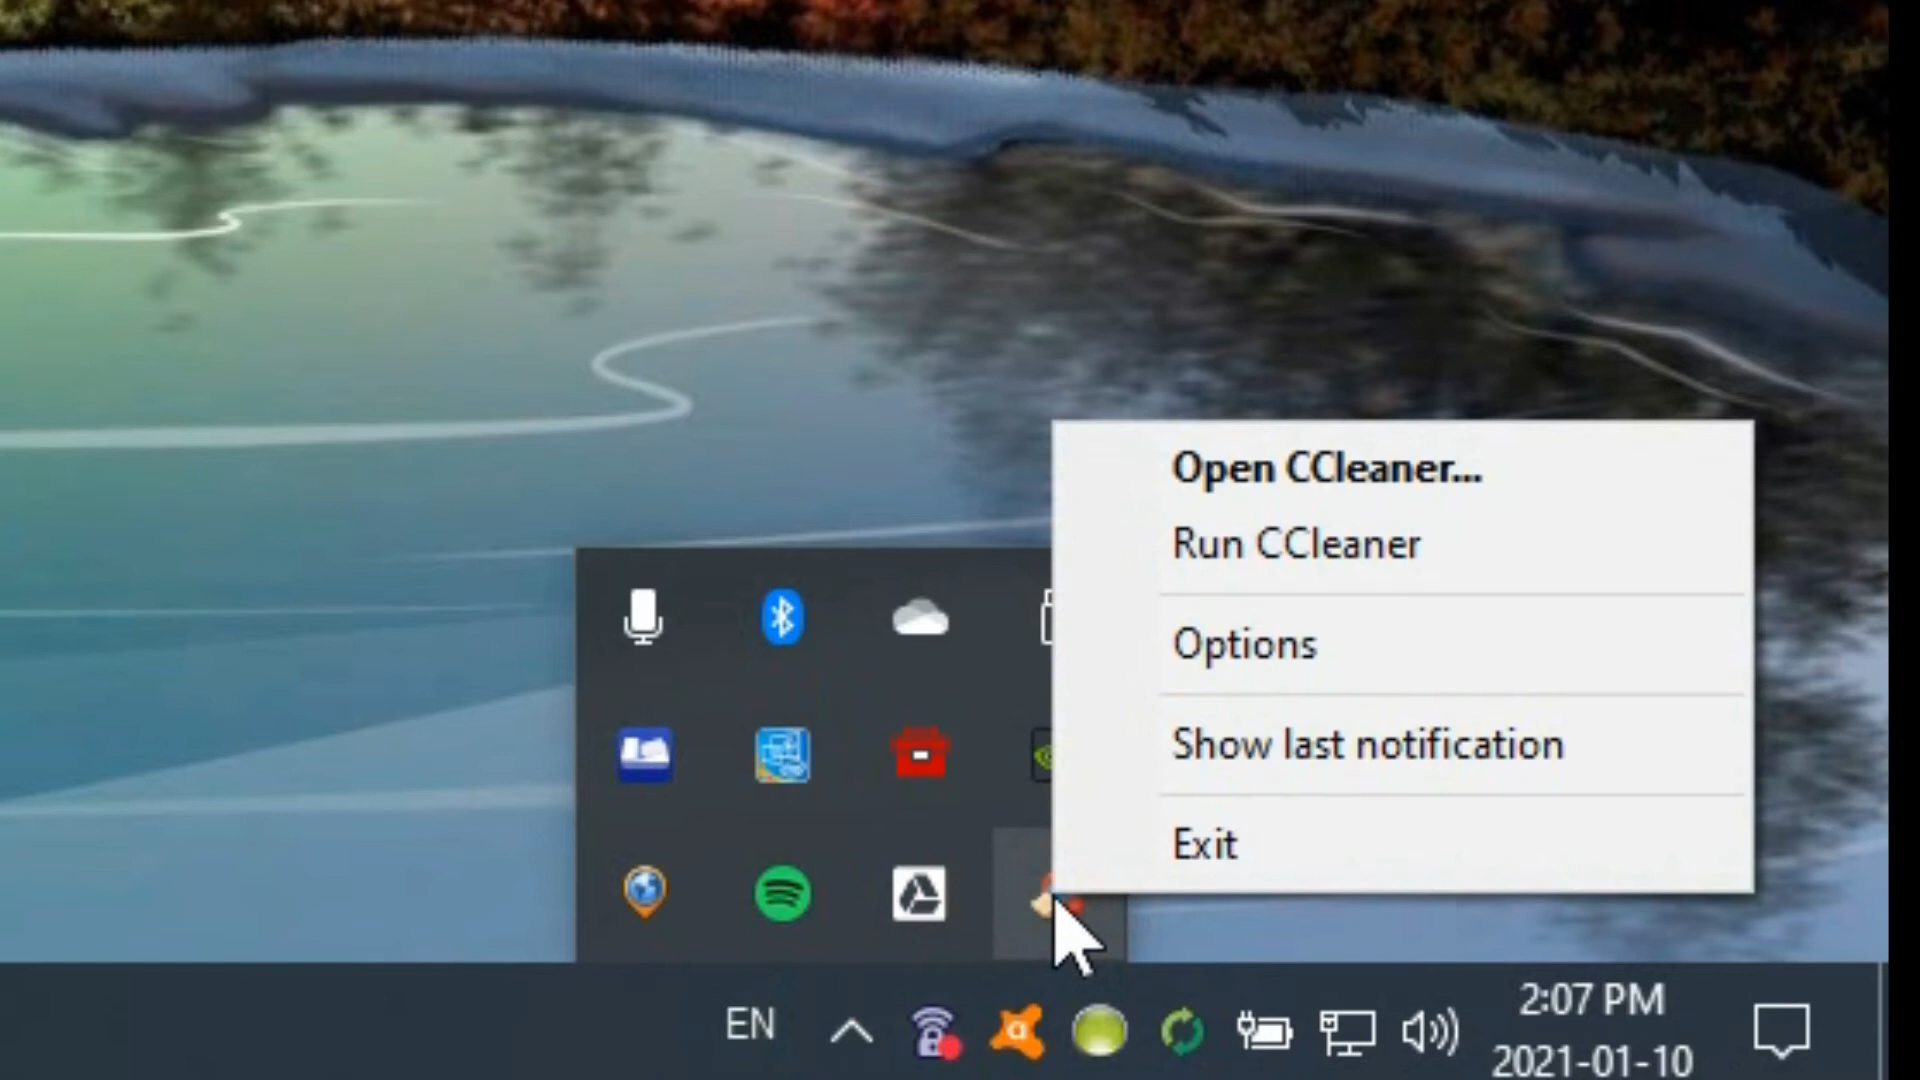 Open CCleaner...
Run CCleaner
Options
Show last notification
Exit
EN
2:07 PM
2021-01-10